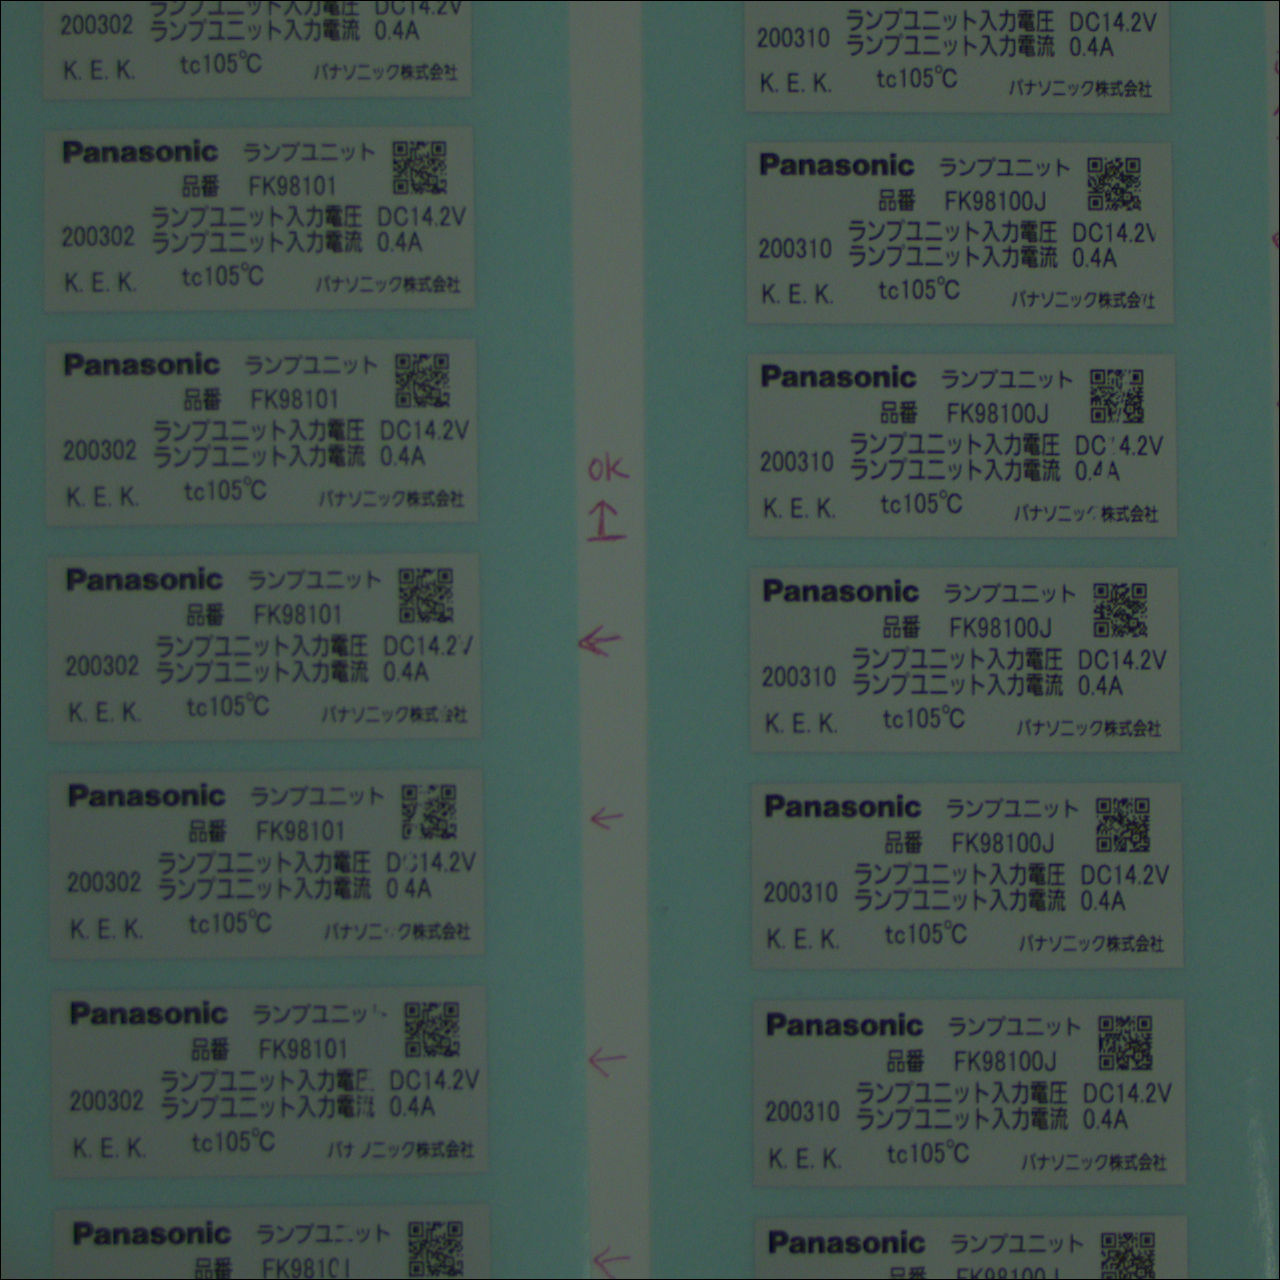 ランプユニット入力電圧 DC14.2V
200302 ランプユニット入力電流 0.4A
K. E. K. tc105℃ パナソニック株式会社
Panasonic ランプユニット
品番 FK98101
ランプユニット入力電圧 DC14.2V
200302 ランプユニット入力電流 0.4A
K. E. K. tc105℃ パナソニック株式会社
Panasonic ランプユニット
品番 FK98101
ランプユニット入力電圧 DC14.2V
200302 ランプユニット入力電流 0.4A
K. E. K. tc105℃ パナソニック株式会社
Panasonic ランプユニット
品番 FK98101
ランプユニット入力電圧 DC14.2V
200302 ランプユニット入力電流 0.4A
K. E. K. tc105℃ パナソニック株式会社
Panasonic ランプユニット
品番 FK98101
ランプユニット入力電圧 DC14.2V
200302 ランプユニット入力電流 0 4A
K. E. K. tc105℃ パナソニック株式会社
Panasonic ランプユニット
品番 FK98101
ランプユニット入力電圧 DC14.2V
200302 ランプユニット入力電流 0.4A
K. E. K. tc105℃ パナソニック株式会社
Panasonic ランプユニット
品番 FK98101
OK
ランプユニット入力電圧 DC14.2V
200310 ランプユニット入力電流 0.4A
K. E. K. tc105℃ パナソニック株式会社
Panasonic ランプユニット
品番 FK98100J
ランプユニット入力電圧 DC14.2V
200310 ランプユニット入力電流 0.4A
K. E. K. tc105℃ パナソニック株式会社
Panasonic ランプユニット
品番 FK98100J
ランプユニット入力電圧 DC14.2V
200310 ランプユニット入力電流 0.4A
K. E. K. tc105℃ パナソニック株式会社
Panasonic ランプユニット
品番 FK98100J
ランプユニット入力電圧 DC14.2V
200310 ランプユニット入力電流 0.4A
K. E. K. tc105℃ パナソニック株式会社
Panasonic ランプユニット
品番 FK98100J
ランプユニット入力電圧 DC14.2V
200310 ランプユニット入力電流 0.4A
K. E. K. tc105℃ パナソニック株式会社
Panasonic ランプユニット
品番 FK98100J
ランプユニット入力電圧 DC14.2V
200310 ランプユニット入力電流 0.4A
K. E. K. tc105℃ パナソニック株式会社
Panasonic ランプユニット
品番 FK98100J